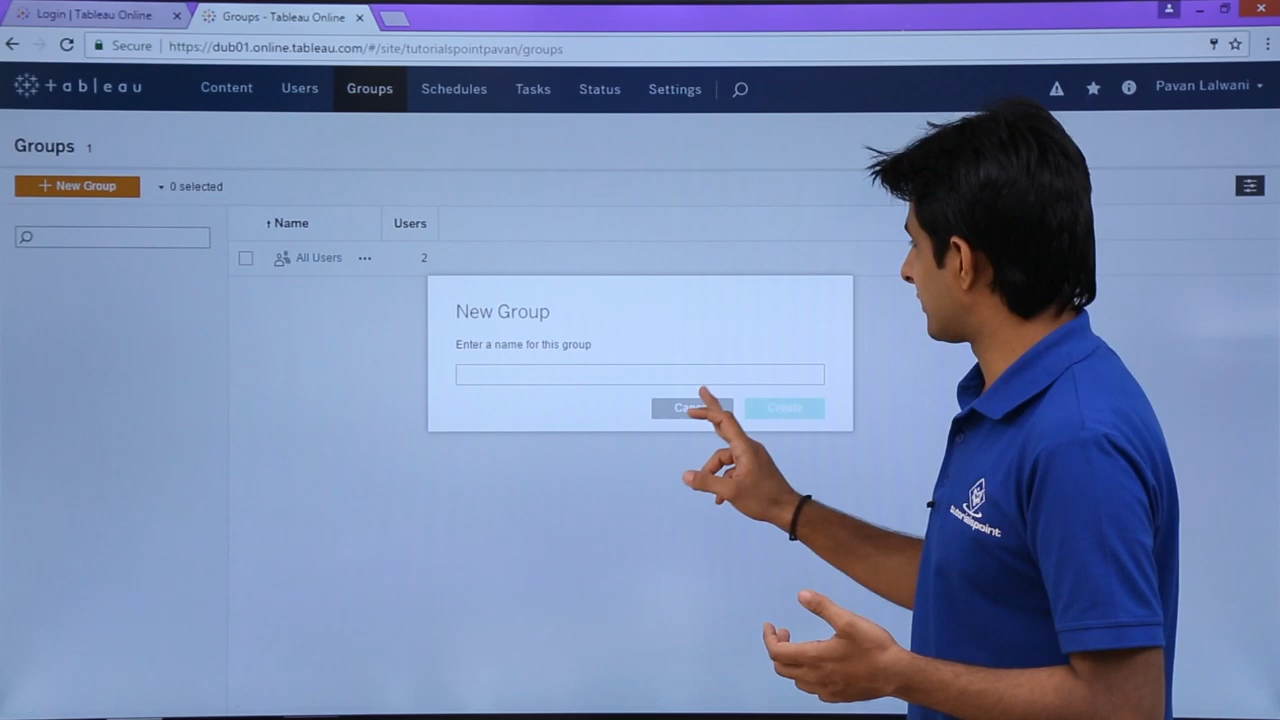 Login | Tableau Online
Groups - Tableau Online
Secure
https://dub01.online.tableau.com/#/site/tutorialspointpavan/groups
+ableau
Content
Users
Groups
Schedules
Tasks
Status
Settings
Pavan Lalwani
Groups 1
New Group
0 selected
Name
Users
All Users
2
New Group
Enter a name for this group
Create
tutorialspoint